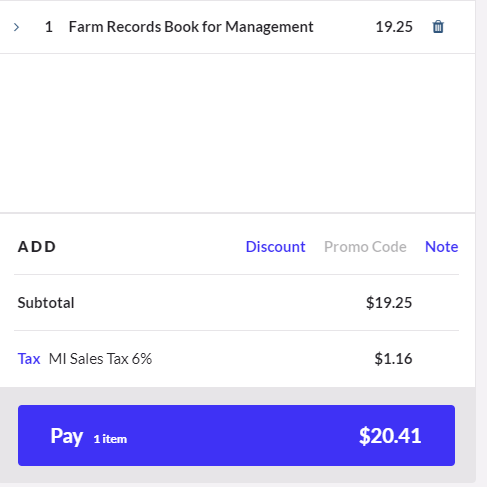 1 Farm Records Book for Management 19.25
ADD Discount Promo Code Note
Subtotal $19.25
Tax MI Sales Tax 6% $1.16
Pay 1 item $20.41